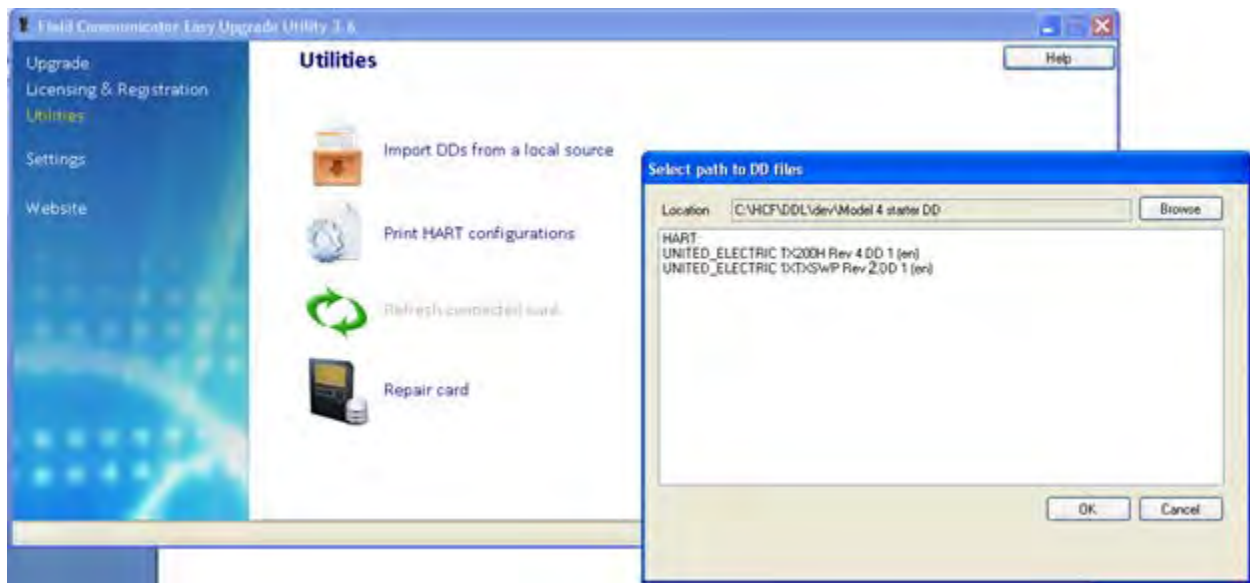 Field Communicator Easy Upgrade Utility 3.6
Upgrade
Licensing & Registration
Utilities
Settings
Website
Utilities
Help
Import DDs from a local source
Print HART configurations
Refresh connected card
Repair card
Select path to DD files
Location C:\HCF\DDL\dev\Model 4 starter DD
Browse
HART
UNITED_ELECTRIC TX200H Rev 4.DD 1 (en)
UNITED_ELECTRIC 1XTXSWP Rev 2.DD 1 (en)
OK
Cancel